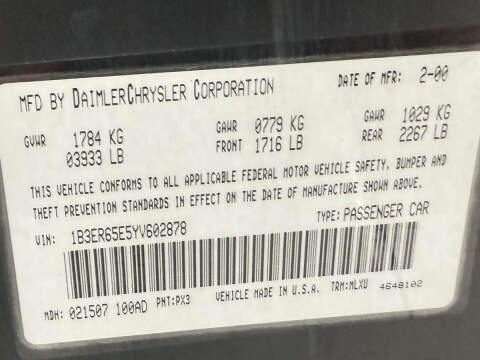 MFD BY DAIMLERCHRYSLER CORPORATION DATE OF MFR: 2-00
GVWR 1784 KG GAWR 0779 KG GAWR 1029 KG
03933 LB FRONT 1716 LB REAR 2267 LB
THIS VEHICLE CONFORMS TO ALL APPLICABLE FEDERAL MOTOR VEHICLE SAFETY, BUMPER AND
THEFT PREVENTION STANDARDS IN EFFECT ON THE DATE OF MANUFACTURE SHOWN ABOVE.
VIN: 1B3ER65E5YV602878 TYPE: PASSENGER CAR
MDH: 021507 100AD PNT: PX3 VEHICLE MADE IN U.S.A. TRM: MLXU 4648102